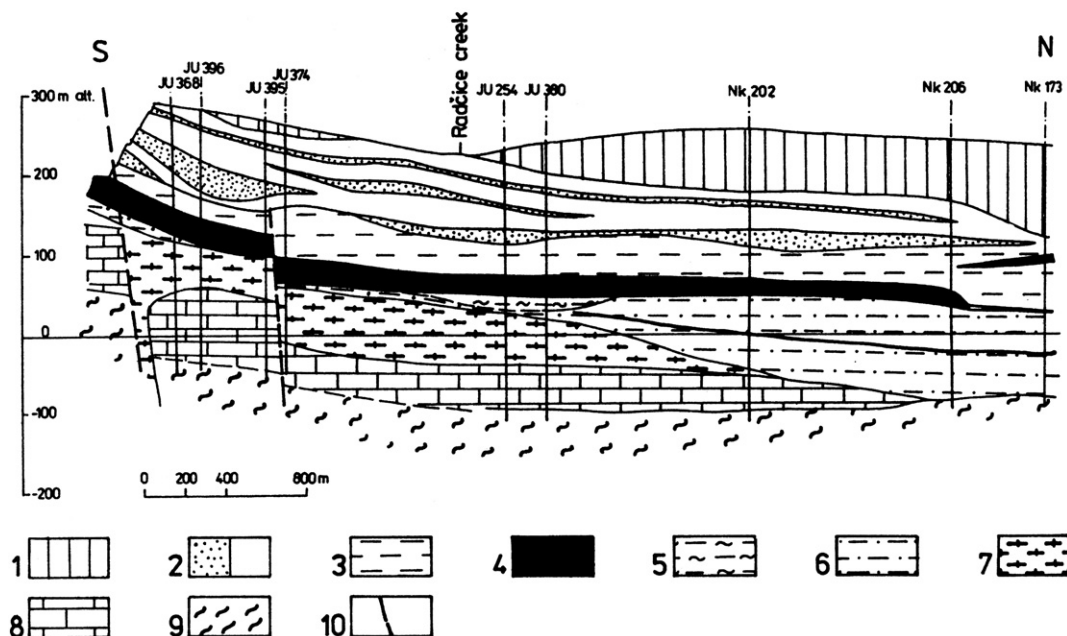 S
N
JU 368
JU 396
JU 395
JU 374
Radčice creek
JU 254
JU 380
Nk 202
Nk 206
Nk 173
300 m alt.
200
100
0
-100
-200
0 200 400 800 m
1 2 3 4 5 6 7
8 9 10